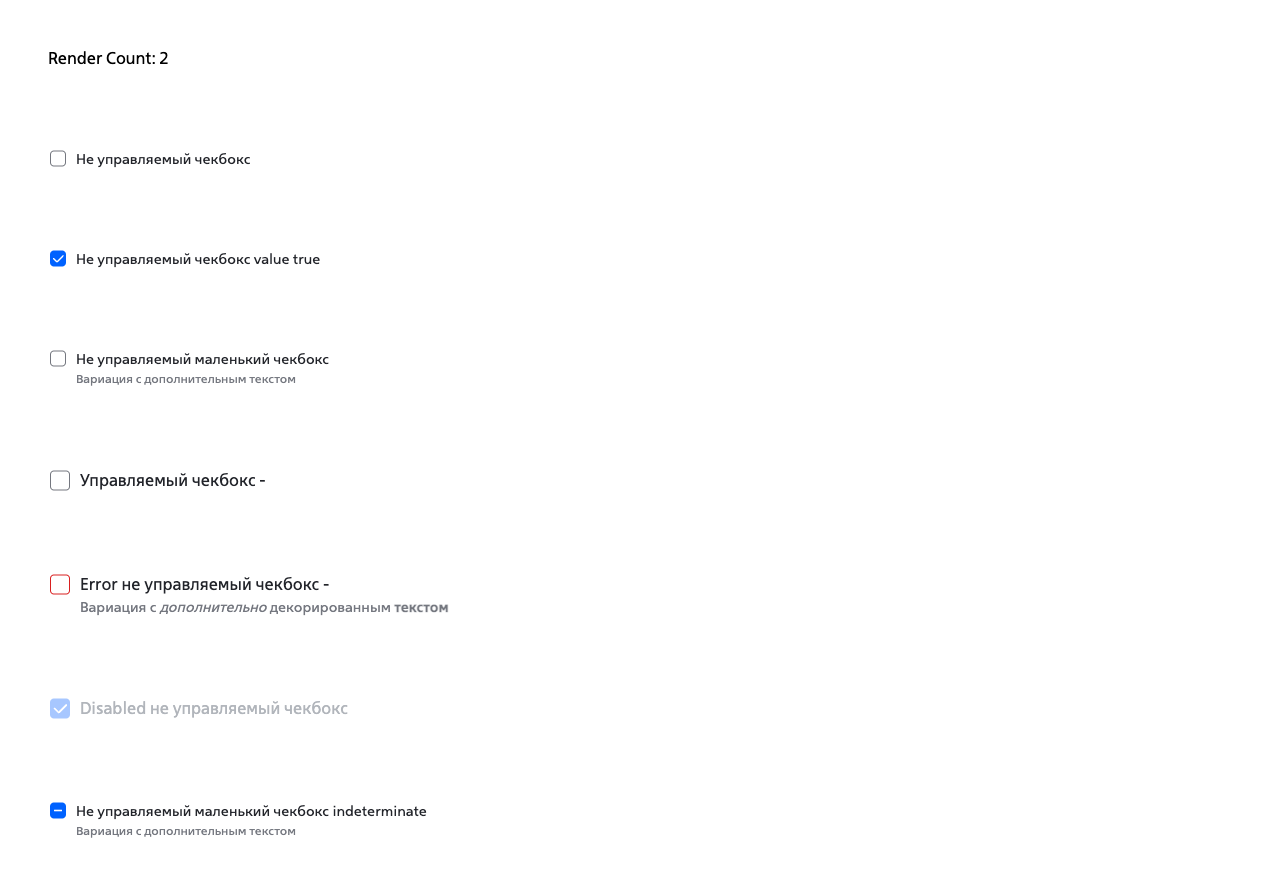 Render Count: 2
Не управляемый чекбокс
Не управляемый чекбокс value true
Не управляемый маленький чекбокс
Вариация с дополнительным текстом
Управляемый чекбокс -
Error не управляемый чекбокс -
Вариация с дополнительно декорированным текстом
Disabled не управляемый чекбокс
Не управляемый маленький чекбокс indeterminate
Вариация с дополнительным текстом